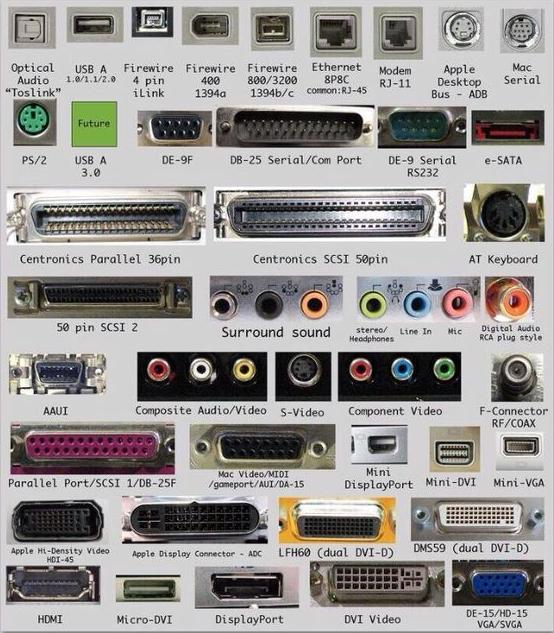 Optical
Audio
"Toslink"
USB A
1.0/1.1/2.0
Firewire
4 pin
iLink
Firewire
400
1394a
Firewire
800/3200
1394b/c
Ethernet
8P8C
common:RJ-45
Modem
RJ-11
Apple
Desktop
Bus - ADB
Mac
Serial
PS/2
Future
USB A
3.0
DE-9F
DB-25 Serial/Com Port
DE-9 Serial
RS232
e-SATA
Centronics Parallel 36pin
Centronics SCSI 50pin
AT Keyboard
50 pin SCSI 2
Surround sound
stereo/
Headphones
Line In
Mic
Digital Audio
RCA plug style
AAUI
Composite Audio/Video
S-Video
Component Video
F-Connector
RF/COAX
Parallel Port/SCSI 1/DB-25F
Mac Video/MIDI
/gameport/AUI/DA-15
Mini
DisplayPort
Mini-DVI
Mini-VGA
Apple Hi-Density Video
HDI-45
Apple Display Connector - ADC
LFH60 (dual DVI-D)
DMS59 (dual DVI-D)
HDMI
Micro-DVI
DisplayPort
DVI Video
DE-15/HD-15
VGA/SVGA